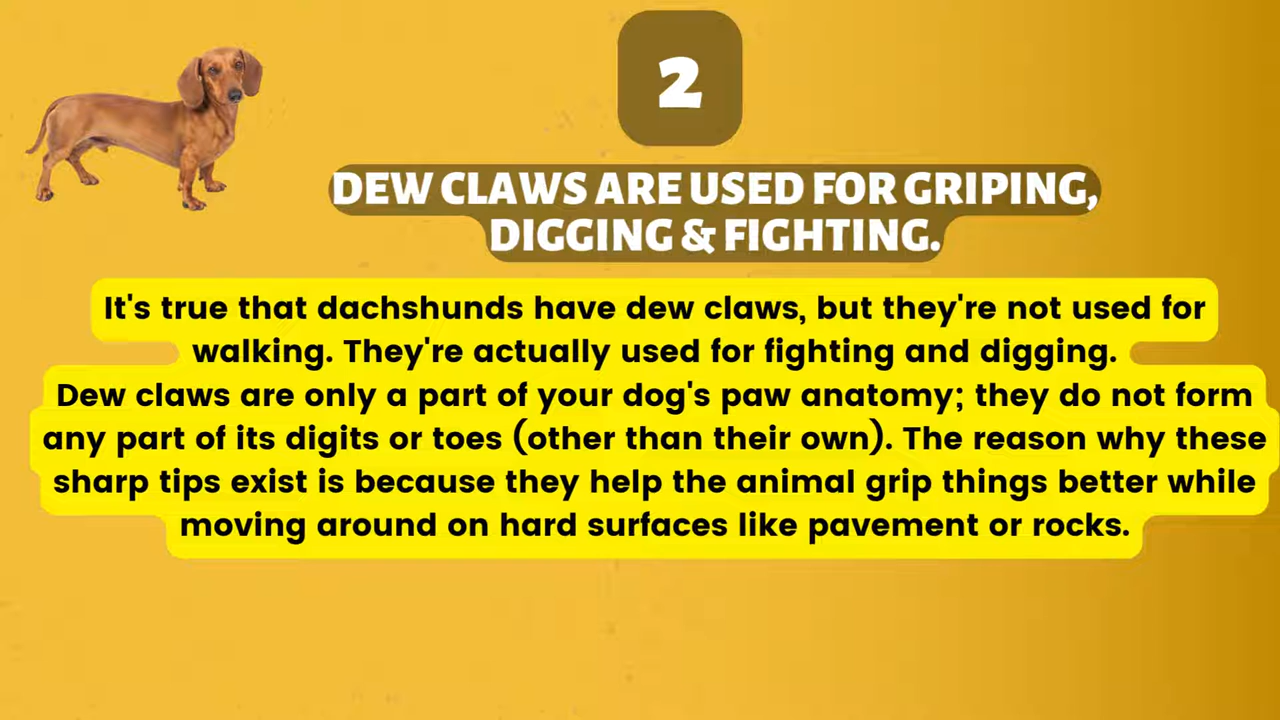 2
DEW CLAWS ARE USED FOR GRIPING,
DIGGING & FIGHTING.
It's true that dachshunds have dew claws, but they're not used for
walking. They're actually used for fighting and digging.
Dew claws are only a part of your dog's paw anatomy; they do not form
any part of its digits or toes (other than their own). The reason why these
sharp tips exist is because they help the animal grip things better while
moving around on hard surfaces like pavement or rocks.